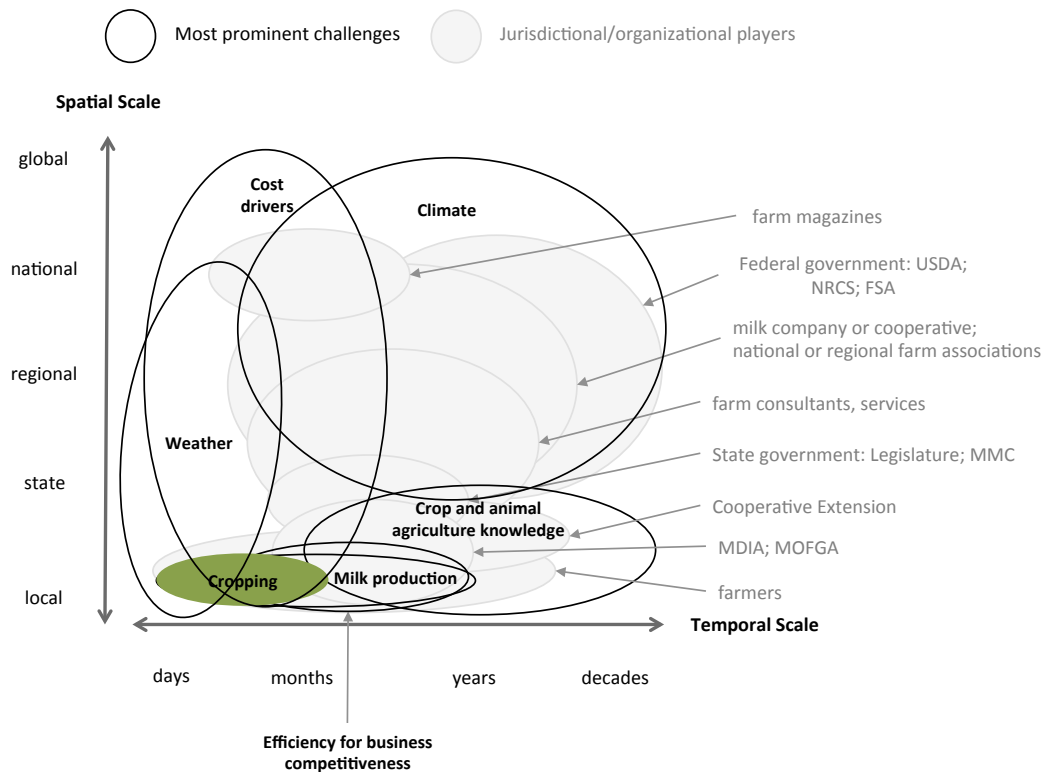 Most prominent challenges
Jurisdictional/organizational players
Spatial Scale
global
national
regional
state
local
Cost
drivers
Climate
Weather
Crop and animal
agriculture knowledge
Cropping
Milk production
farm magazines
Federal government: USDA;
NRCS; FSA
milk company or cooperative;
national or regional farm associations
farm consultants, services
State government: Legislature; MMC
Cooperative Extension
MDIA; MOFGA
farmers
Temporal Scale
days
months
years
decades
Efficiency for business
competitiveness